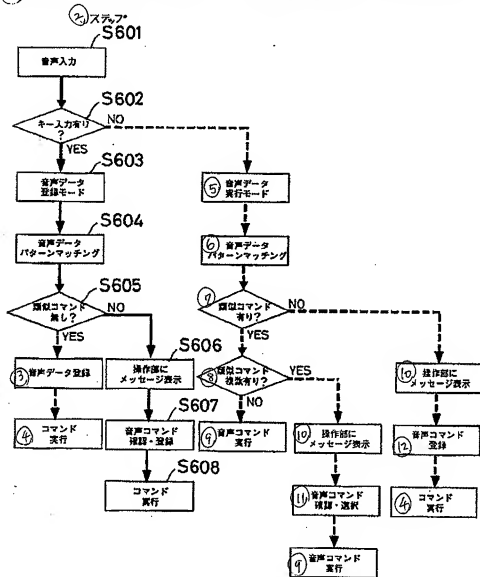 ② ステップ
S601
音声入力
S602
キー入力有り
?
NO
YES
S603
音声データ
登録モード
⑤ 音声データ
実行モード
S604
音声データ
パターンマッチング
⑥ 音声データ
パターンマッチング
S605
類似コマンド
無し?
NO
YES
⑦ 類似コマンド
有り?
NO
YES
S606
③ 音声データ登録
操作部に
メッセージ表示
⑧ 類似コマンド
複数有り?
YES
NO
⑩ 操作部に
メッセージ表示
S607
④ コマンド
実行
音声コマンド
確認・登録
⑨ 音声コマンド
実行
⑩ 操作部に
メッセージ表示
⑫ 音声コマンド
登録
S608
コマンド
実行
⑪ 音声コマンド
確認・選択
④ コマンド
実行
⑨ 音声コマンド
実行